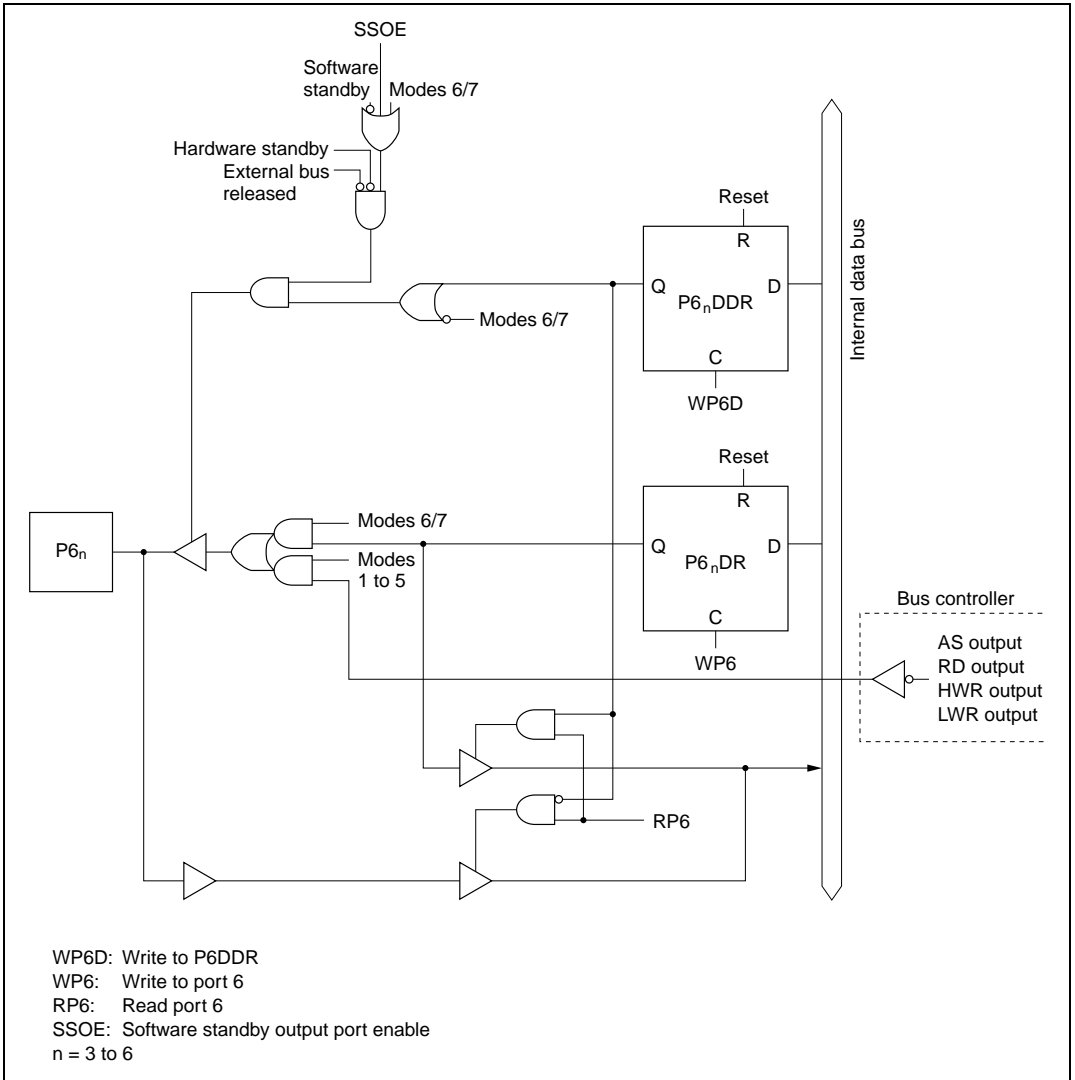 SSOE
Software
standby
Modes 6/7
Hardware standby
External bus
released
Reset
R
Q
D
P6nDDR
C
WP6D
Modes 6/7
Internal data bus
Reset
R
Q
D
P6nDR
C
WP6
P6n
Modes 6/7
Modes
1 to 5
Bus controller
AS output
RD output
HWR output
LWR output
RP6
WP6D: Write to P6DDR
WP6: Write to port 6
RP6: Read port 6
SSOE: Software standby output port enable
n = 3 to 6